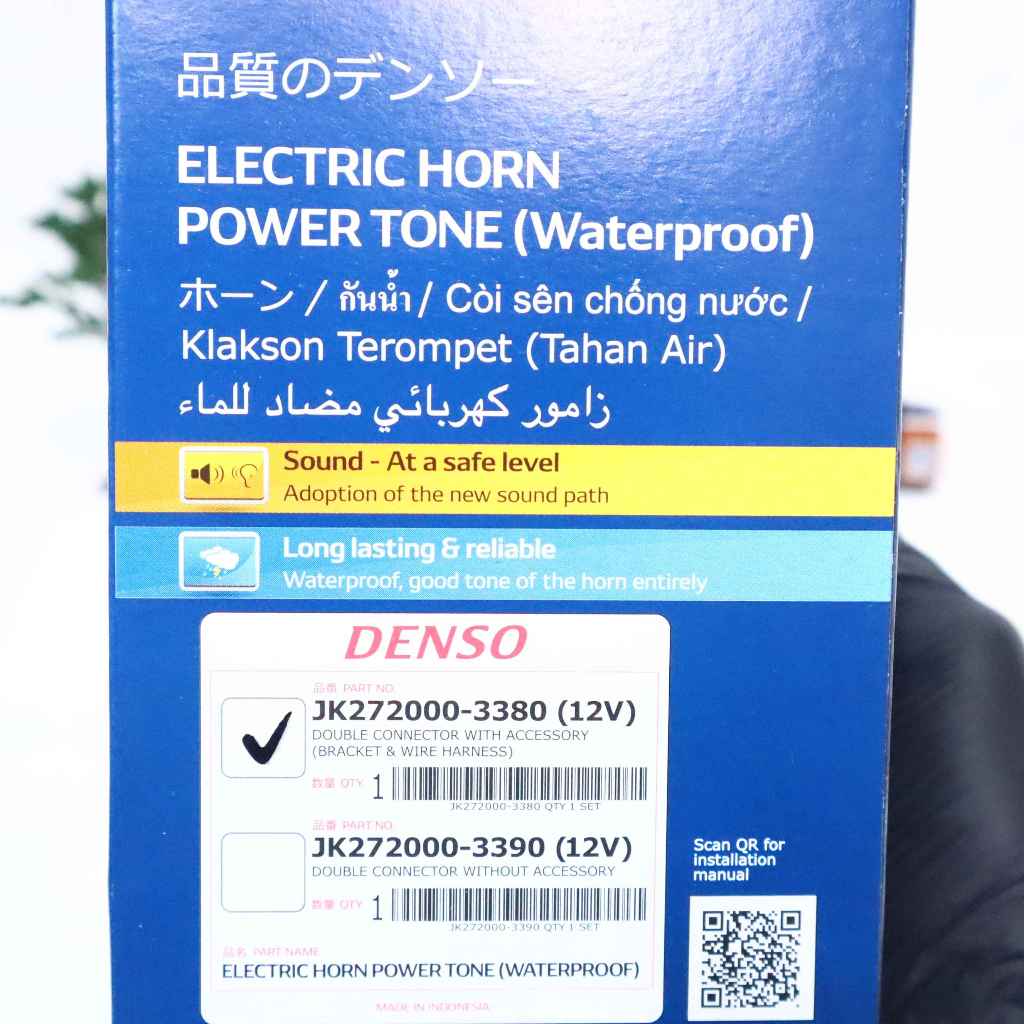 品質のデンソー
ELECTRIC HORN
POWER TONE (Waterproof)
ホーン / กันน้ำ / Còi sên chống nước /
Klakson Terompet (Tahan Air)
زامور كهربائي مضاد للماء
Sound - At a safe level
Adoption of the new sound path
Long lasting & reliable
Waterproof, good tone of the horn entirely
DENSO
品番 PART NO.
JK272000-3380 (12V)
DOUBLE CONNECTOR WITH ACCESSORY
(BRACKET & WIRE HARNESS)
数量 QTY 1
JK272000-3380 QTY 1 SET
品番 PART NO.
JK272000-3390 (12V)
DOUBLE CONNECTOR WITHOUT ACCESSORY
数量 QTY 1
JK272000-3390 QTY 1 SET
品名 PART NAME
ELECTRIC HORN POWER TONE (WATERPROOF)
MADE IN INDONESIA
Scan QR for
installation
manual